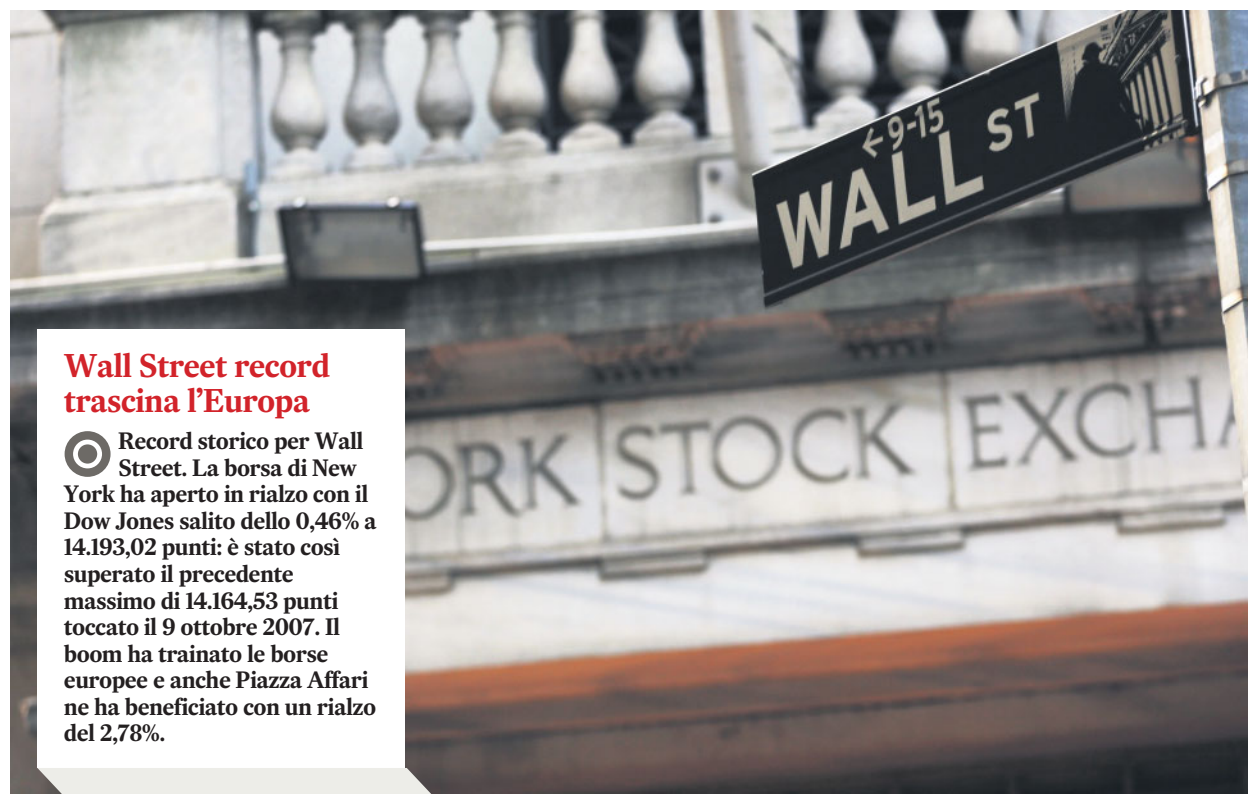 ←9-15
WALL ST
ORK STOCK EXCHA
Wall Street record
trascina l’Europa
Record storico per Wall
Street. La borsa di New
York ha aperto in rialzo con il
Dow Jones salito dello 0,46% a
14.193,02 punti: è stato così
superato il precedente
massimo di 14.164,53 punti
toccato il 9 ottobre 2007. Il
boom ha trainato le borse
europee e anche Piazza Affari
ne ha beneficiato con un rialzo
del 2,78%.